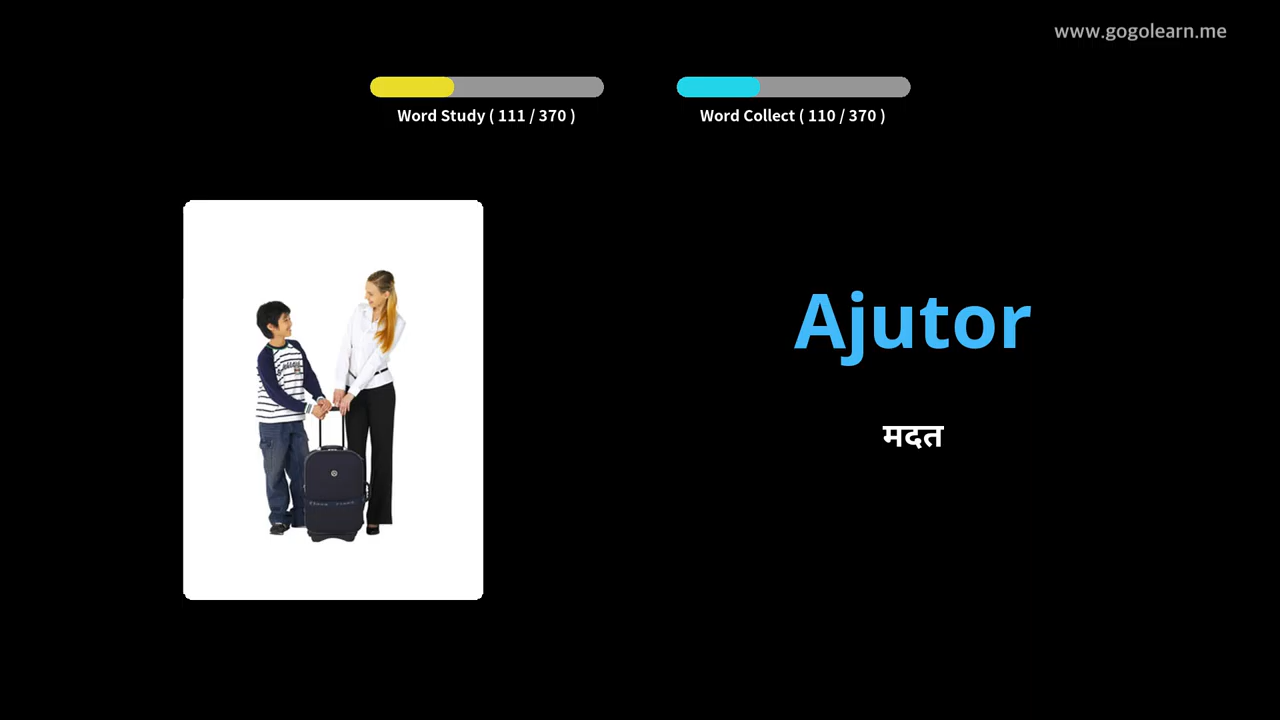 www.gogolearn.me
Word Study ( 111 / 370 )
Word Collect ( 110 / 370 )
Ajutor
मदत